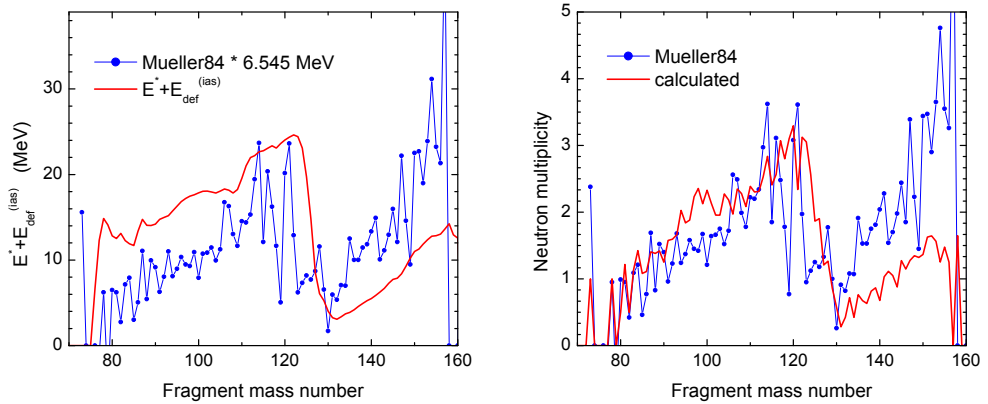 30
20
10
0
80
100
120
140
160
E*+E_def^(ias) (MeV)
Fragment mass number
Mueller84 * 6.545 MeV
E*+E_def^(ias)
5
4
3
2
1
0
80
100
120
140
160
Neutron multiplicity
Fragment mass number
Mueller84
calculated